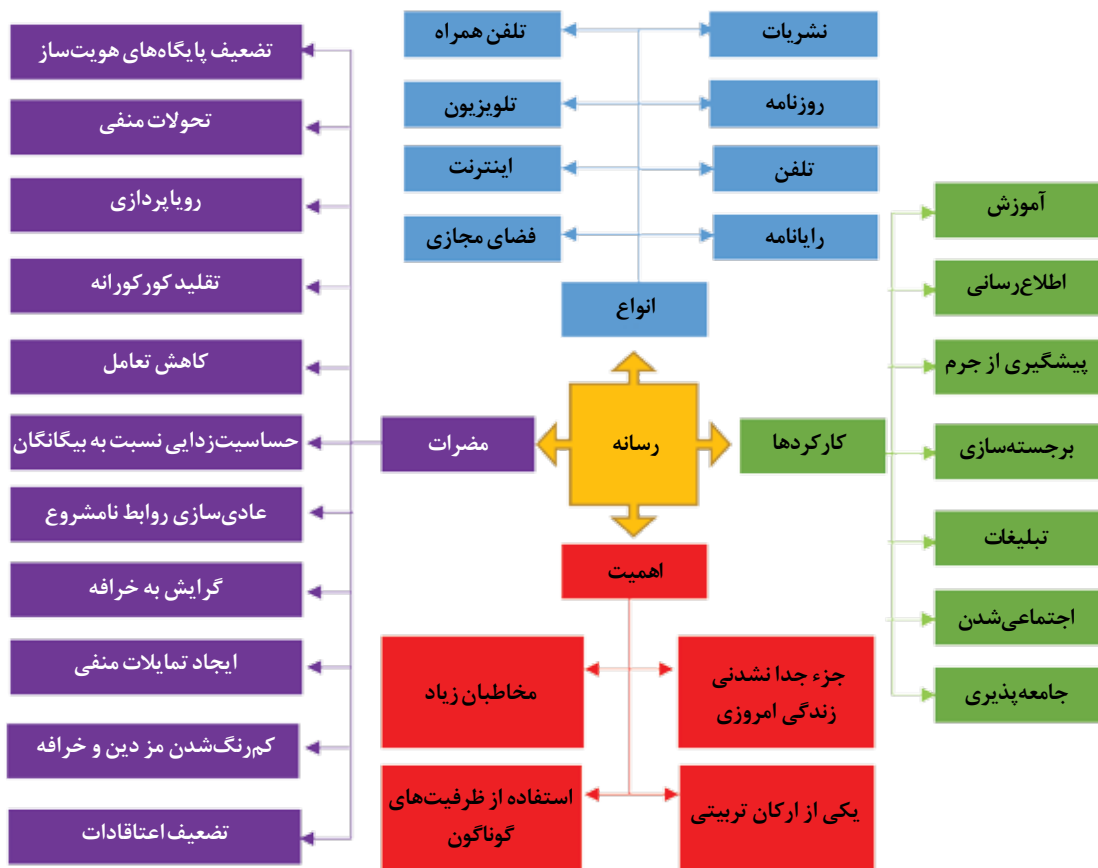 رسانه
انواع
نشریات
تلفن همراه
روزنامه
تلویزیون
تلفن
اینترنت
رایانامه
فضای مجازی
کارکردها
آموزش
اطلاع‌رسانی
پیشگیری از جرم
برجسته‌سازی
تبلیغات
اجتماعی‌شدن
جامعه‌پذیری
اهمیت
جزء جدا نشدنی
زندگی امروزی
مخاطبان زیاد
یکی از ارکان تربیتی
استفاده از ظرفیت‌های
گوناگون
مضرات
تضعیف پایگاه‌های هویت‌ساز
تحولات منفی
رویاپردازی
تقلید کورکورانه
کاهش تعامل
حساسیت‌زدایی نسبت به بیگانگان
عادی‌سازی روابط نامشروع
گرایش به خرافه
ایجاد تمایلات منفی
کم‌رنگ‌شدن مز دین و خرافه
تضعیف اعتاقادات